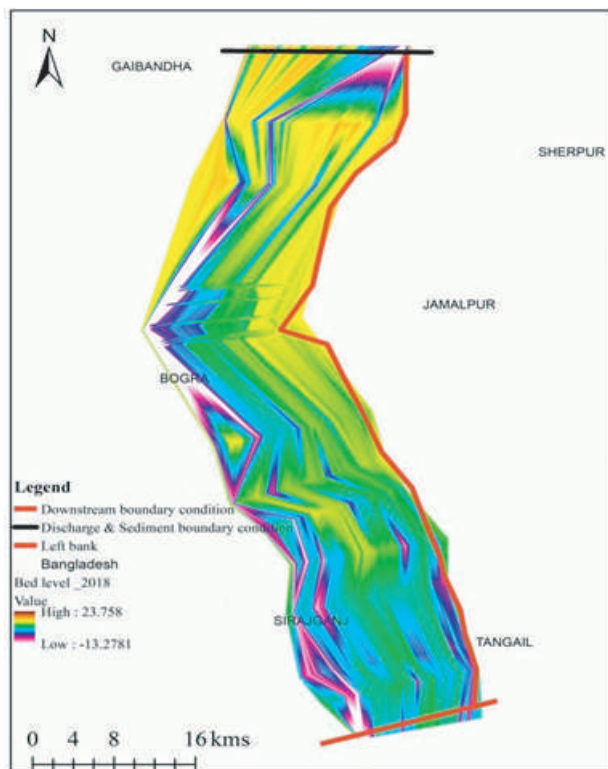 N
GAIBANDHA
SHERPUR
JAMALPUR
BOGRA
Legend
Downstream boundary condition
Discharge & Sediment boundary condition
Left bank
Bangladesh
Bed level _2018
Value
High : 23.758
Low : -13.2781
SIRAJGANJ
TANGAIL
0 4 8 16 kms